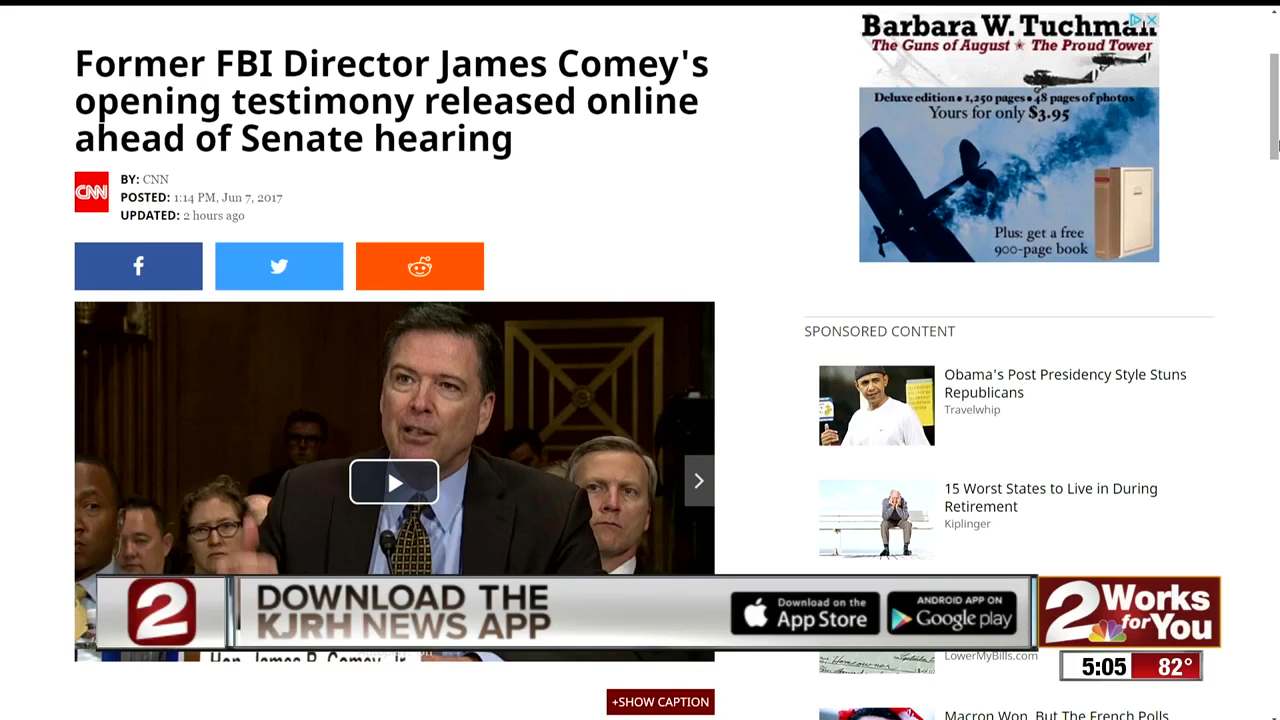 Former FBI Director James Comey's
opening testimony released online
ahead of Senate hearing
CNN
BY: CNN
POSTED: 1:14 PM, Jun 7, 2017
UPDATED: 2 hours ago
f
Barbara W. Tuchman
The Guns of August ★ The Proud Tower
Deluxe edition • 1,250 pages • 48 pages of photos
Yours for only $3.95
Plus: get a free
900-page book
SPONSORED CONTENT
Obama's Post Presidency Style Stuns
Republicans
Travelwhip
15 Worst States to Live in During
Retirement
Kiplinger
2
DOWNLOAD THE
KJRH NEWS APP
Download on the
App Store
ANDROID APP ON
Google play
2 Works
for You
Hon. James B. Comey, Jr.
LowerMyBills.com
5:05 82°
+SHOW CAPTION
Macron Won, But The French Polls